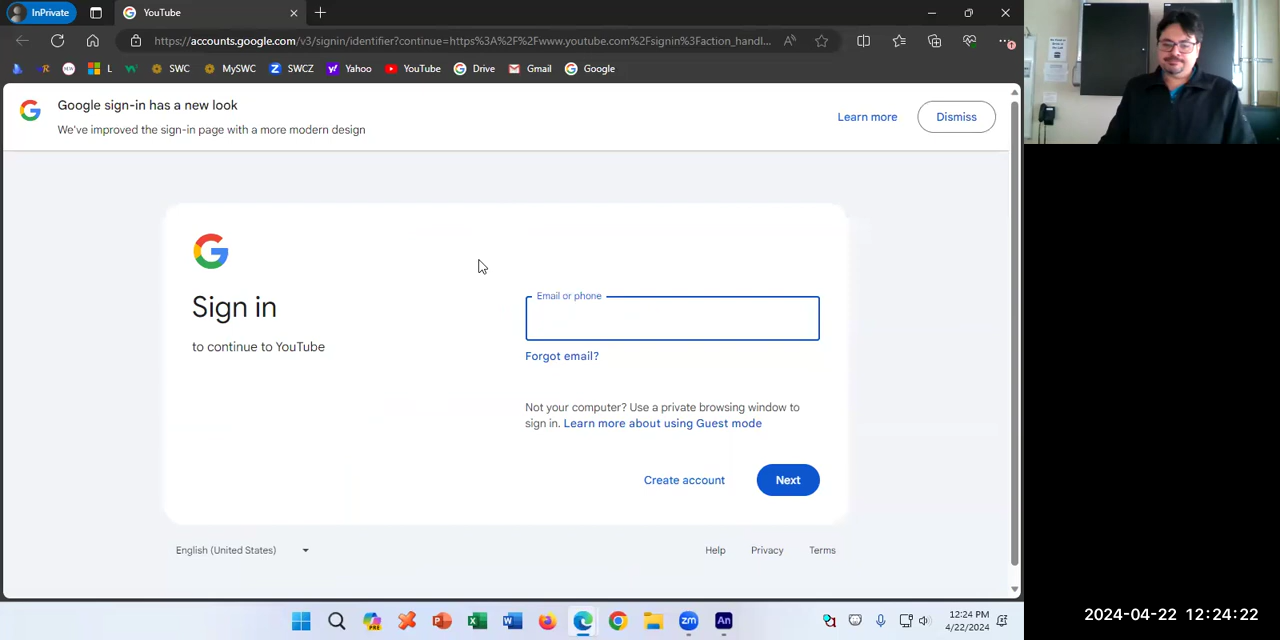 InPrivate
YouTube
https://accounts.google.com/v3/signin/identifier?continue=https%3A%2F%2Fwww.youtube.com%2Fsignin%3Faction_handl...
L
SWC
MySWC
SWCZ
Yahoo
YouTube
Drive
Gmail
Google
Google sign-in has a new look
We've improved the sign-in page with a more modern design
Learn more
Dismiss
Sign in
to continue to YouTube
Email or phone
Forgot email?
Not your computer? Use a private browsing window to
sign in. Learn more about using Guest mode
Create account
Next
English (United States)
Help
Privacy
Terms
12:24 PM
4/22/2024
2024-04-22 12:24:22